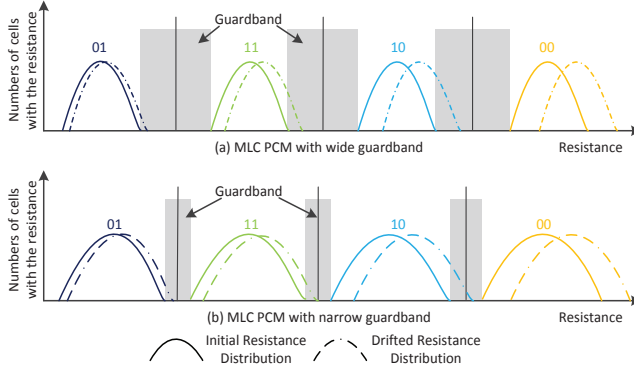 Numbers of cells
with the resistance
Guardband
01
11
10
00
(a) MLC PCM with wide guardband
Resistance
Numbers of cells
with the resistance
Guardband
01
11
10
00
(b) MLC PCM with narrow guardband
Resistance
Initial Resistance
Distribution
Drifted Resistance
Distribution